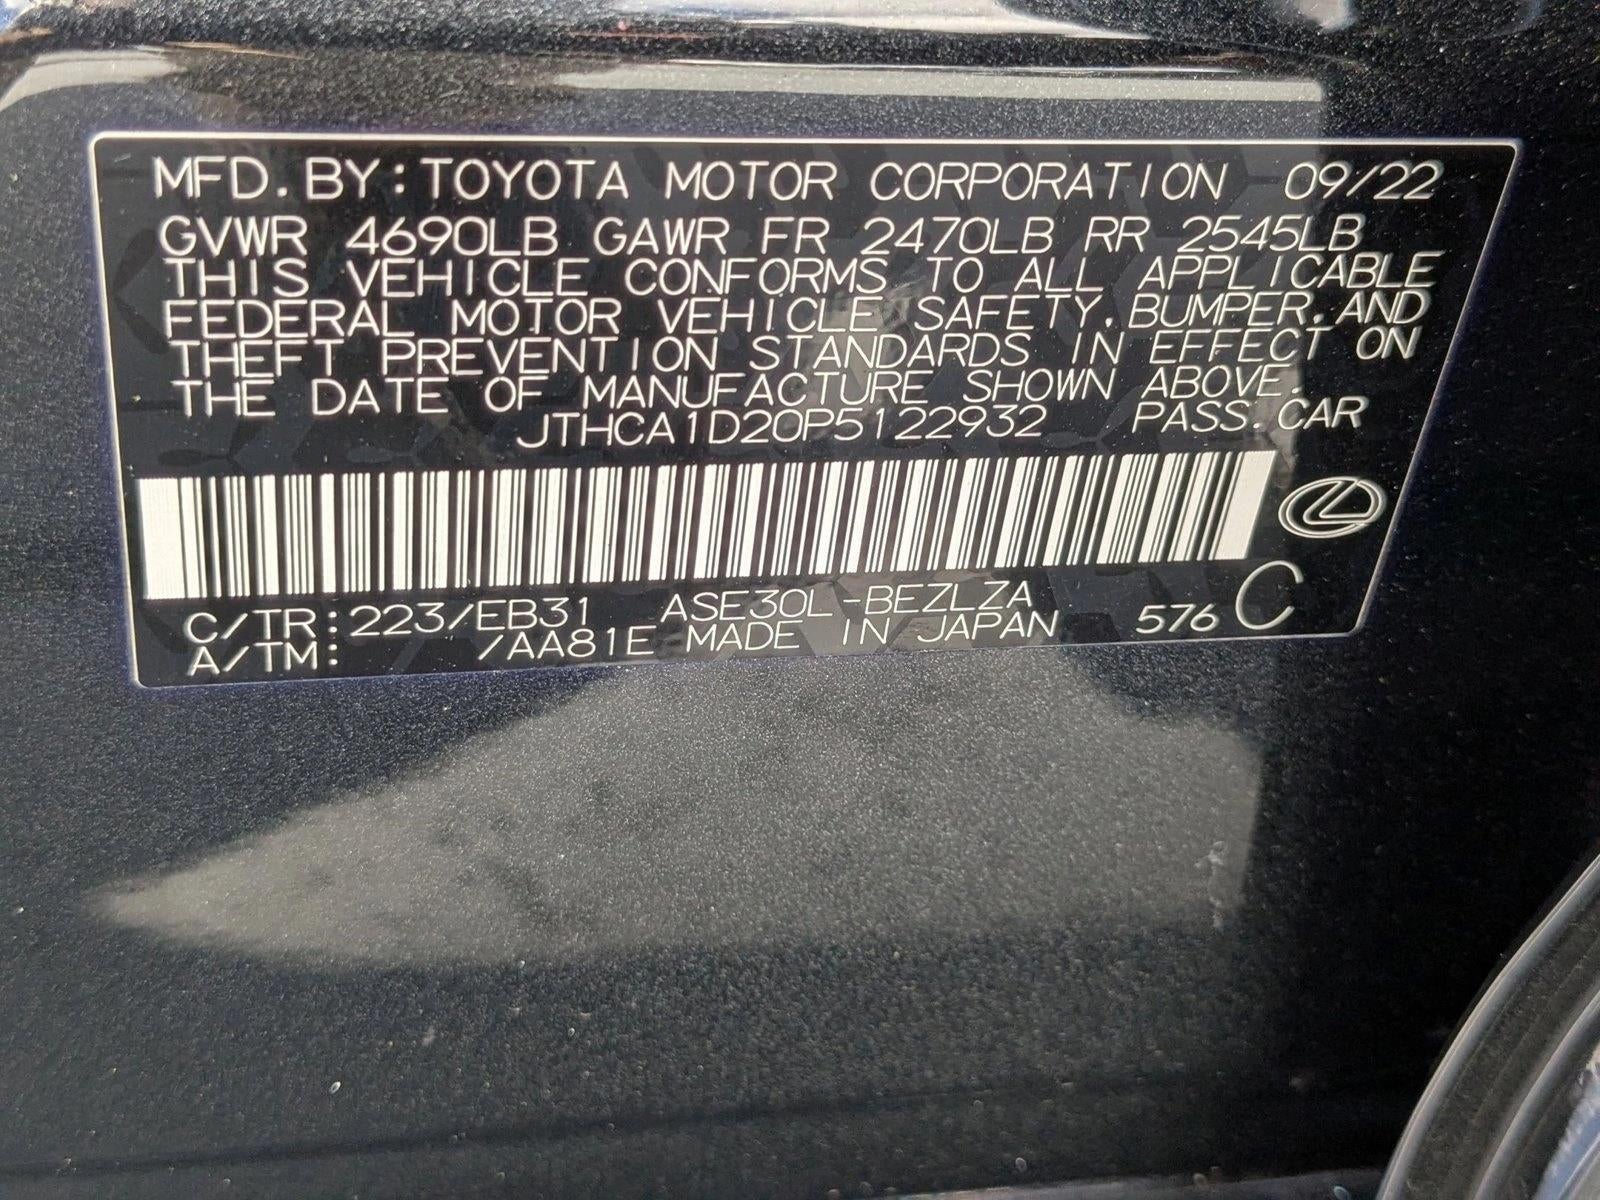 MFD. BY: TOYOTA MOTOR CORPORATION 09/22
GVWR 4690LB GAWR FR 2470LB RR 2545LB
THIS VEHICLE CONFORMS TO ALL APPLICABLE
FEDERAL MOTOR VEHICLE SAFETY, BUMPER, AND
THEFT PREVENTION STANDARDS IN EFFECT ON
THE DATE OF MANUFACTURE SHOWN ABOVE.
JTHCA1D20P5122932 PASS. CAR
C/TR: 223/EB31 ASE30L-BEZLZA
A/TM: /AA81E MADE IN JAPAN 576 C